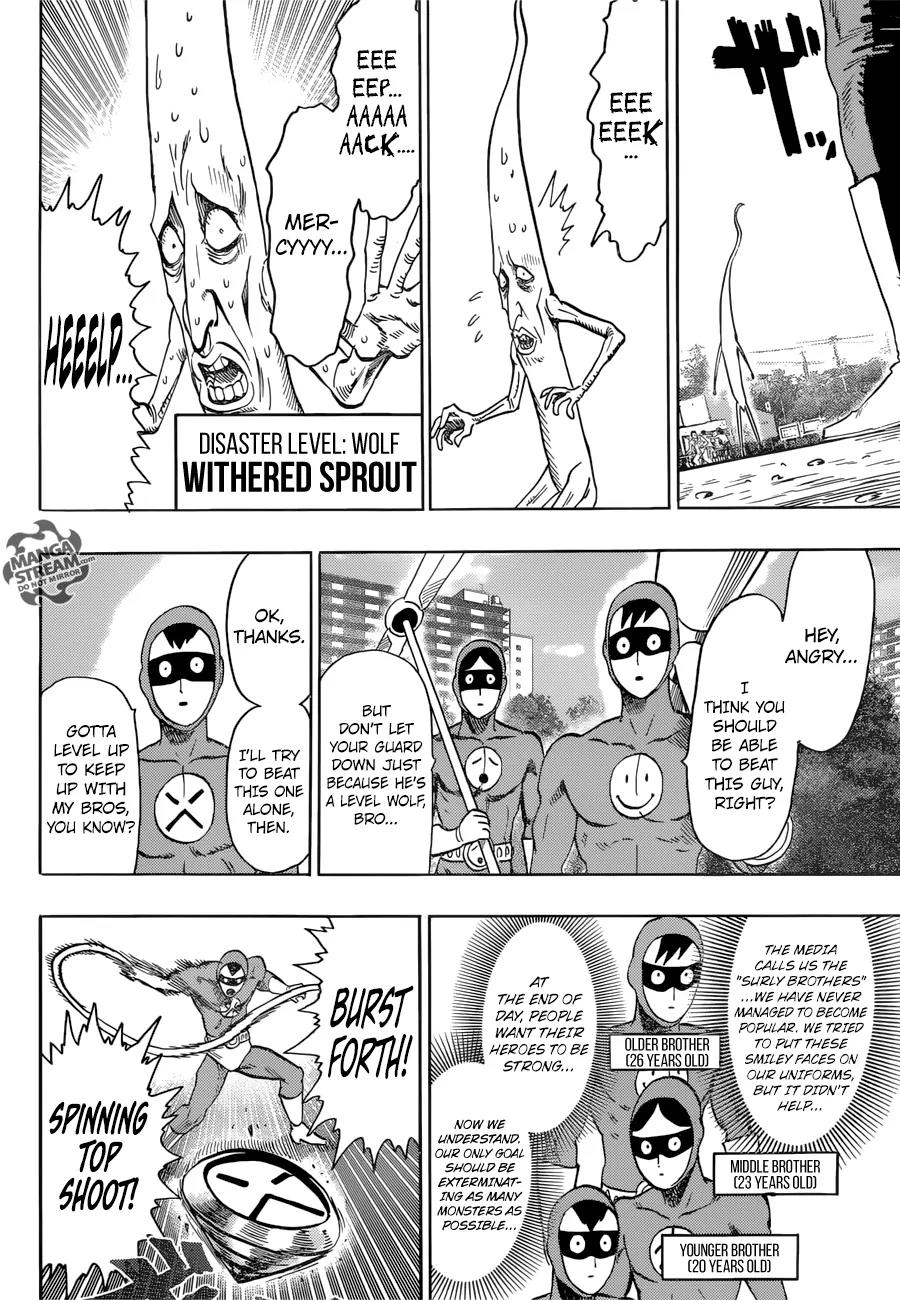 ザッ
EEE
EEEK
...
EEE
EEP...
AAAAA
AACK....
MER-
CYYYY...
HEEEELP...
DISASTER LEVEL: WOLF
WITHERED SPROUT
MANGA
STREAM.com
DO NOT MIRROR
HEY,
ANGRY...
I
THINK YOU
SHOULD
BE ABLE
TO BEAT
THIS GUY,
RIGHT?
BUT
DON'T LET
YOUR GUARD
DOWN JUST
BECAUSE HE'S
A LEVEL WOLF,
BRO...
OK,
THANKS.
I'LL TRY
TO BEAT
THIS ONE
ALONE,
THEN.
GOTTA
LEVEL UP
TO KEEP
UP WITH
MY BROS,
YOU KNOW?
THE MEDIA
CALLS US THE
"SURLY BROTHERS"
...WE HAVE NEVER
MANAGED TO BECOME
POPULAR. WE TRIED
TO PUT THESE
SMILEY FACES ON
OUR UNIFORMS,
BUT IT DIDN'T
HELP...
AT
THE END OF
DAY, PEOPLE
WANT THEIR
HEROES TO BE
STRONG...
NOW WE
UNDERSTAND.
OUR ONLY GOAL
SHOULD BE
EXTERMINAT-
ING AS MANY
MONSTERS AS
POSSIBLE...
OLDER BROTHER
(26 YEARS OLD)
MIDDLE BROTHER
(23 YEARS OLD)
YOUNGER BROTHER
(20 YEARS OLD)
BURST
FORTH!!
SPINNING
TOP
SHOOT!